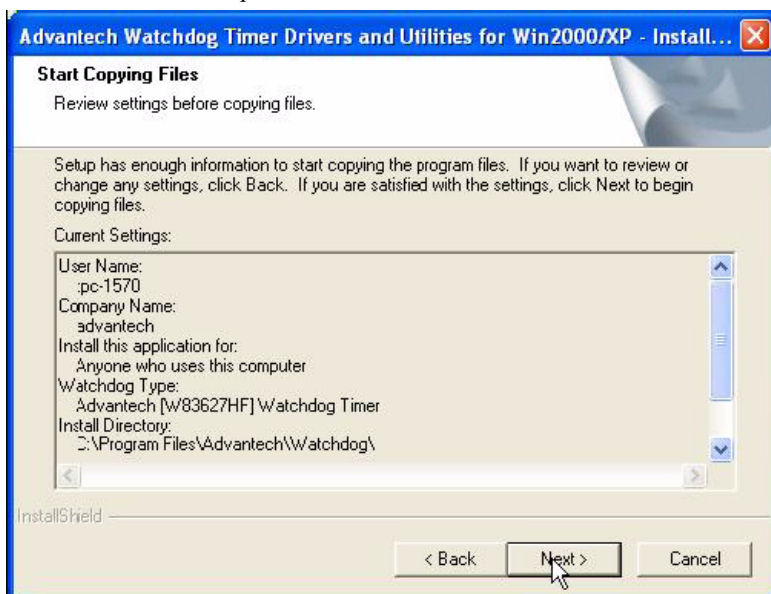 Advantech Watchdog Timer Drivers and Utilities for Win2000/XP - Install...
Start Copying Files
Review settings before copying files.
Setup has enough information to start copying the program files. If you want to review or
change any settings, click Back. If you are satisfied with the settings, click Next to begin
copying files.
Current Settings:
User Name:
:pc-1570
Company Name:
advantech
Install this application for:
Anyone who uses this computer
Watchdog Type:
Advantech [W83627HF] Watchdog Timer
Install Directory:
C:\Program Files\Advantech\Watchdog\
InstallShield
< Back
Next >
Cancel